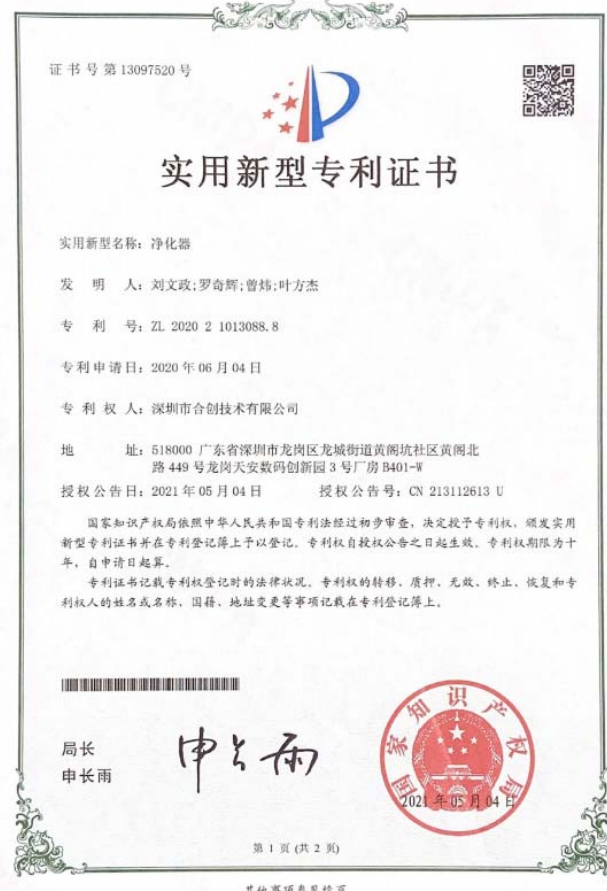 证书号第13097520号
实用新型专利证书
实用新型名称：净化器
发明人：刘文政;罗奇辉;曾炜;叶方杰
专利号：ZL 2020 2 1013088.8
专利申请日：2020年06月04日
专利权人：深圳市合创技术有限公司
地址：518000 广东省深圳市龙岗区龙城街道黄阁坑社区黄阁北
路449号龙岗天安数码创新园3号厂房B401-W
授权公告日：2021年05月04日 授权公告号：CN 213112613 U
国家知识产权局依照中华人民共和国专利法经过初步审查，决定授予专利权，颁发实用
新型专利证书并在专利登记簿上予以登记。专利权自授权公告之日起生效。专利权期限为十
年，自申请日起算。
专利证书记载专利权登记时的法律状况。专利权的转移、质押、无效、终止、恢复和专
利权人的姓名或名称、国籍、地址变更等事项记载在专利登记簿上。
局长
申长雨
申长雨
国家知识产权局
2021年05月04日
第 1 页 (共 2 页)
其他事项参见续页